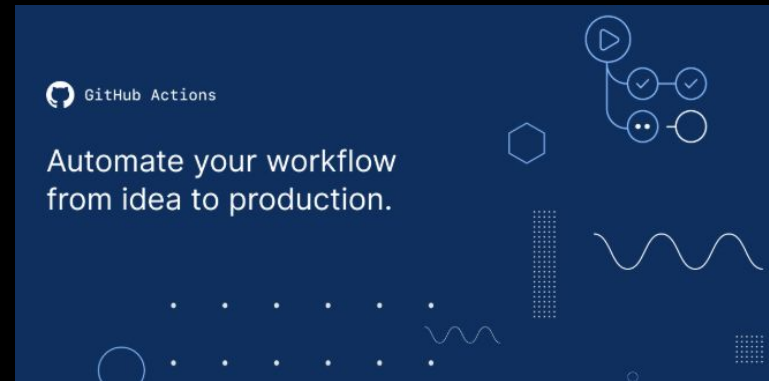 GitHub Actions
Automate your workflow
from idea to production.